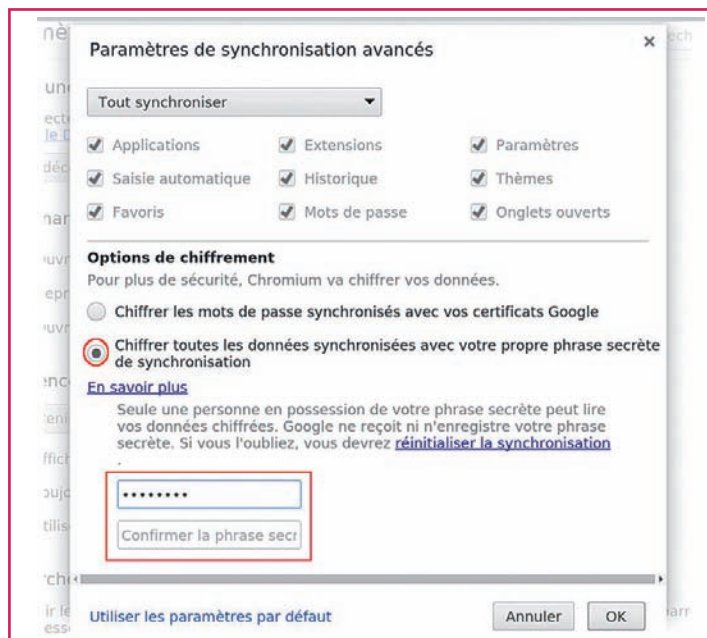 Paramètres de synchronisation avancés
Tout synchroniser
Applications Extensions Paramètres
Saisie automatique Historique Thèmes
Favoris Mots de passe Onglets ouverts
Options de chiffrement
Pour plus de sécurité, Chromium va chiffrer vos données.
Chiffrer les mots de passe synchronisés avec vos certificats Google
Chiffrer toutes les données synchronisées avec votre propre phrase secrète
de synchronisation
En savoir plus
Seule une personne en possession de votre phrase secrète peut lire
vos données chiffrées. Google ne reçoit ni n'enregistre votre phrase
secrète. Si vous l'oubliez, vous devrez réinitialiser la synchronisation
.
••••••••
Confirmer la phrase secr
Utiliser les paramètres par défaut Annuler OK